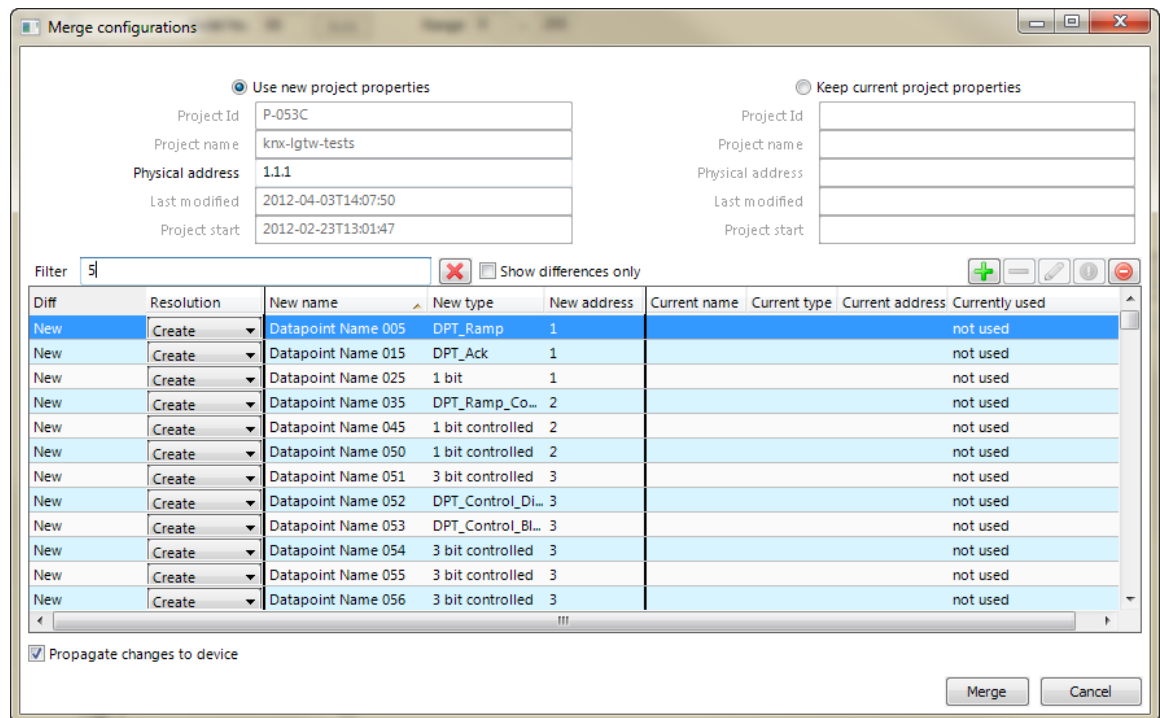 Merge configurations
Use new project properties
Keep current project properties
Project Id P-053C Project Id
Project name knx-lgtw-tests Project name
Physical address 1.1.1 Physical address
Last modified 2012-04-03T14:07:50 Last modified
Project start 2012-02-23T13:01:47 Project start
Filter 5 Show differences only
Diff Resolution New name New type New address Current name Current type Current address Currently used
New Create Datapoint Name 005 DPT_Ramp 1 not used
New Create Datapoint Name 015 DPT_Ack 1 not used
New Create Datapoint Name 025 1 bit 1 not used
New Create Datapoint Name 035 DPT_Ramp_Co... 2 not used
New Create Datapoint Name 045 1 bit controlled 2 not used
New Create Datapoint Name 050 1 bit controlled 2 not used
New Create Datapoint Name 051 3 bit controlled 3 not used
New Create Datapoint Name 052 DPT_Control_Di... 3 not used
New Create Datapoint Name 053 DPT_Control_Bl... 3 not used
New Create Datapoint Name 054 3 bit controlled 3 not used
New Create Datapoint Name 055 3 bit controlled 3 not used
New Create Datapoint Name 056 3 bit controlled 3 not used
Propagate changes to device
Merge Cancel